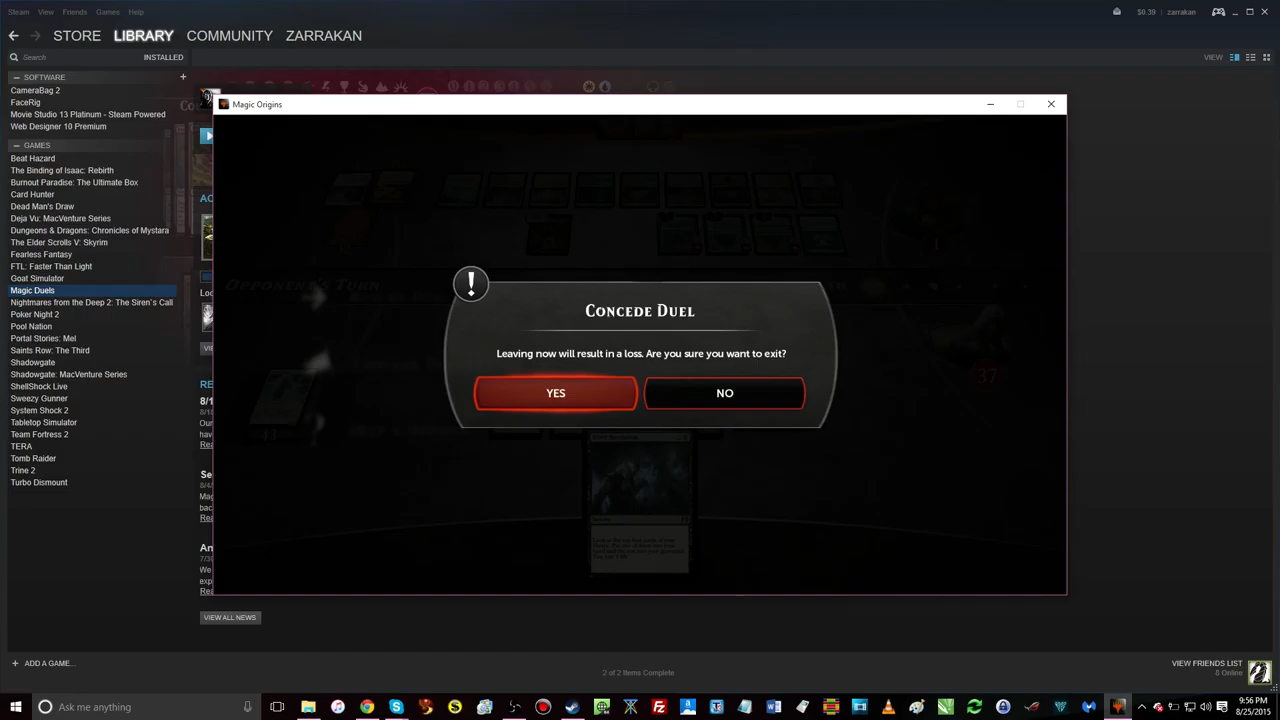 Steam View Friends Games Help
$0.39 zarrakan
STORE LIBRARY COMMUNITY ZARRAKAN
Search INSTALLED
VIEW
SOFTWARE +
CameraBag 2
FaceRig
Movie Studio 13 Platinum - Steam Powered
Web Designer 10 Premium
GAMES
Beat Hazard
The Binding of Isaac: Rebirth
Burnout Paradise: The Ultimate Box
Card Hunter
Dead Man's Draw
Deja Vu: MacVenture Series
Dungeons & Dragons: Chronicles of Mystara
The Elder Scrolls V: Skyrim
Fearless Fantasy
FTL: Faster Than Light
Goat Simulator
Magic Duels
Nightmares from the Deep 2: The Siren`s Call
Poker Night 2
Pool Nation
Portal Stories: Mel
Saints Row: The Third
Shadowgate
Shadowgate: MacVenture Series
ShellShock Live
Sweezy Gunner
System Shock 2
Tabletop Simulator
Team Fortress 2
TERA
Tomb Raider
Trine 2
Turbo Dismount
Magic Origins
Opponent's Turn
!
Concede Duel
Leaving now will result in a loss. Are you sure you want to exit?
YES NO
37
43
VIEW ALL NEWS
+ ADD A GAME...
2 of 2 Items Complete
VIEW FRIENDS LIST
8 Online
Ask me anything
9:56 PM
8/25/2015